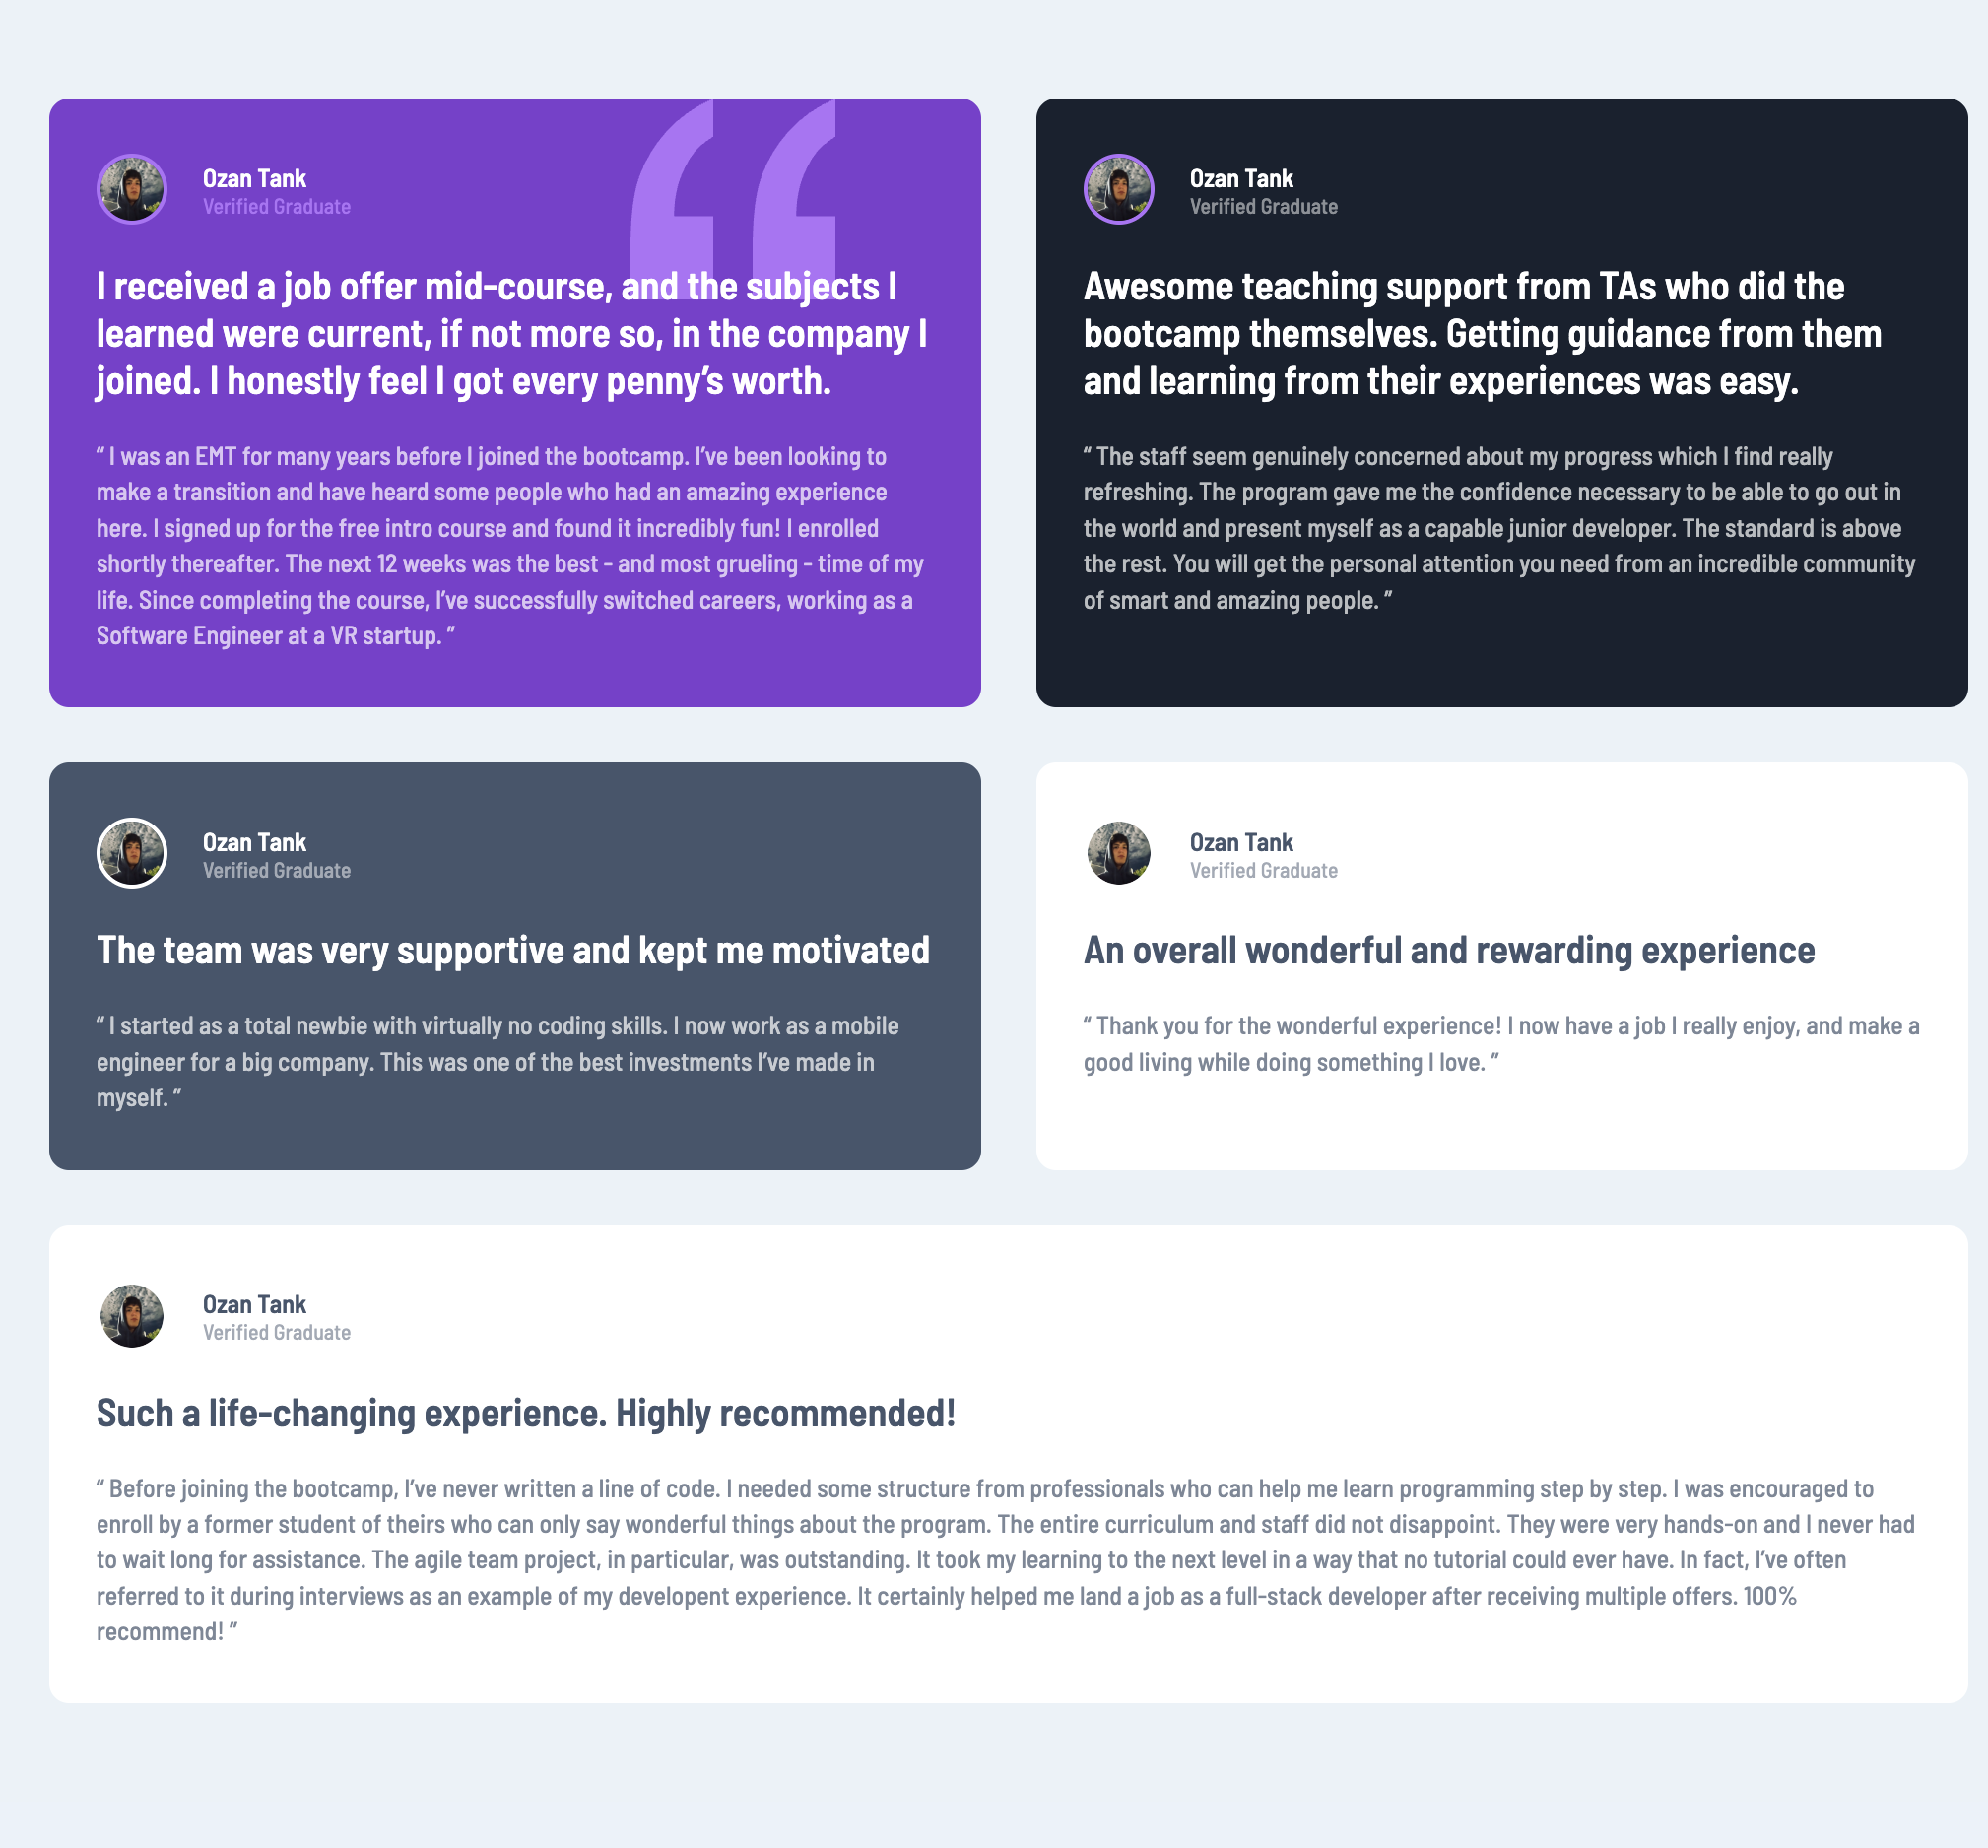 Ozan Tank
Verified Graduate
I received a job offer mid-course, and the subjects I
learned were current, if not more so, in the company I
joined. I honestly feel I got every penny’s worth.
“ I was an EMT for many years before I joined the bootcamp. I’ve been looking to
make a transition and have heard some people who had an amazing experience
here. I signed up for the free intro course and found it incredibly fun! I enrolled
shortly thereafter. The next 12 weeks was the best - and most grueling - time of my
life. Since completing the course, I’ve successfully switched careers, working as a
Software Engineer at a VR startup. ”
Ozan Tank
Verified Graduate
Awesome teaching support from TAs who did the
bootcamp themselves. Getting guidance from them
and learning from their experiences was easy.
“ The staff seem genuinely concerned about my progress which I find really
refreshing. The program gave me the confidence necessary to be able to go out in
the world and present myself as a capable junior developer. The standard is above
the rest. You will get the personal attention you need from an incredible community
of smart and amazing people. ”
Ozan Tank
Verified Graduate
The team was very supportive and kept me motivated
“ I started as a total newbie with virtually no coding skills. I now work as a mobile
engineer for a big company. This was one of the best investments I’ve made in
myself. ”
Ozan Tank
Verified Graduate
An overall wonderful and rewarding experience
“ Thank you for the wonderful experience! I now have a job I really enjoy, and make a
good living while doing something I love. ”
Ozan Tank
Verified Graduate
Such a life-changing experience. Highly recommended!
“ Before joining the bootcamp, I’ve never written a line of code. I needed some structure from professionals who can help me learn programming step by step. I was encouraged to
enroll by a former student of theirs who can only say wonderful things about the program. The entire curriculum and staff did not disappoint. They were very hands-on and I never had
to wait long for assistance. The agile team project, in particular, was outstanding. It took my learning to the next level in a way that no tutorial could ever have. In fact, I’ve often
referred to it during interviews as an example of my developent experience. It certainly helped me land a job as a full-stack developer after receiving multiple offers. 100%
recommend! ”